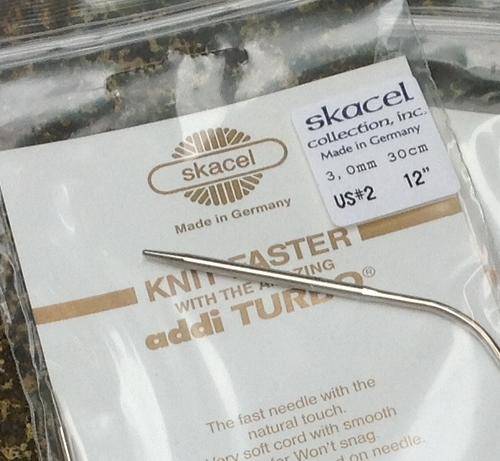 skacel
collection, inc.
Made in Germany
3,0mm 30cm
US#2 12"
skacel
Made in Germany
KNIT FASTER
WITH THE AMAZING
addi TURBO®
The fast needle with the
natural touch.
Very soft cord with smooth
Won't snag
on needle.